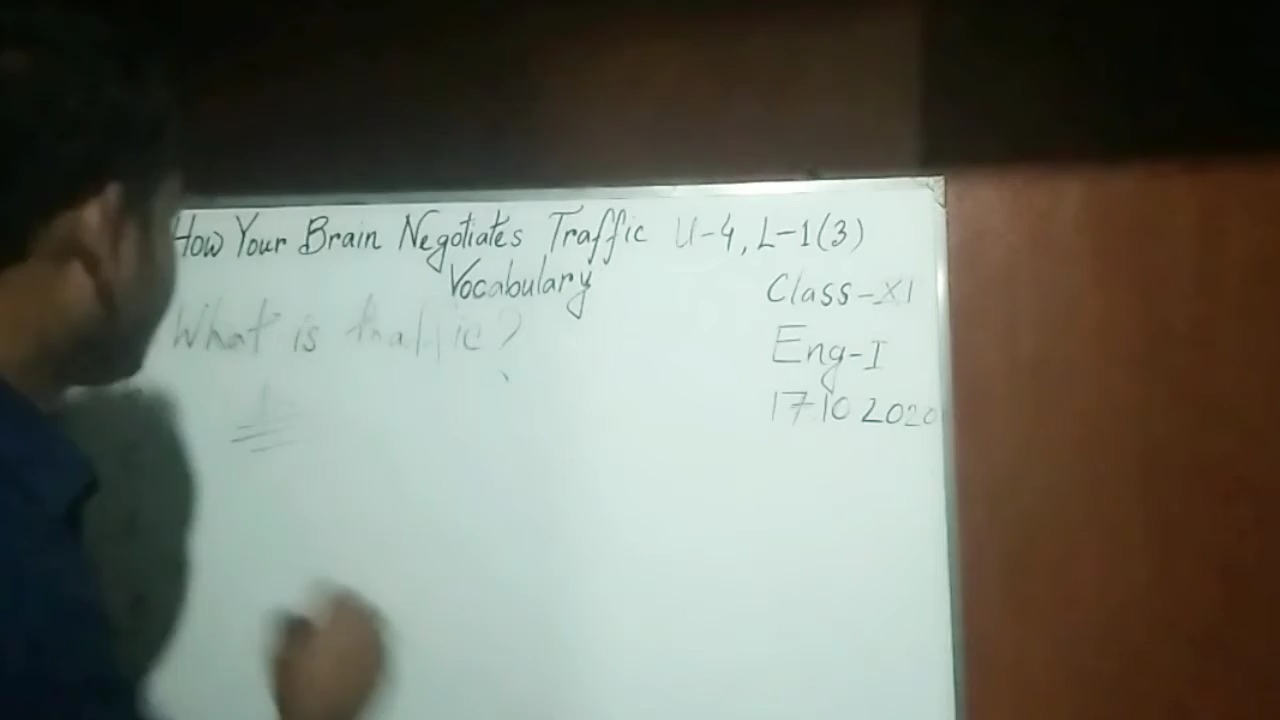 How Your Brain Negotiates Traffic U-4, L-1(3)
Vocabulary
Class-XI
What is traffic?
Eng-I
17 10 2020